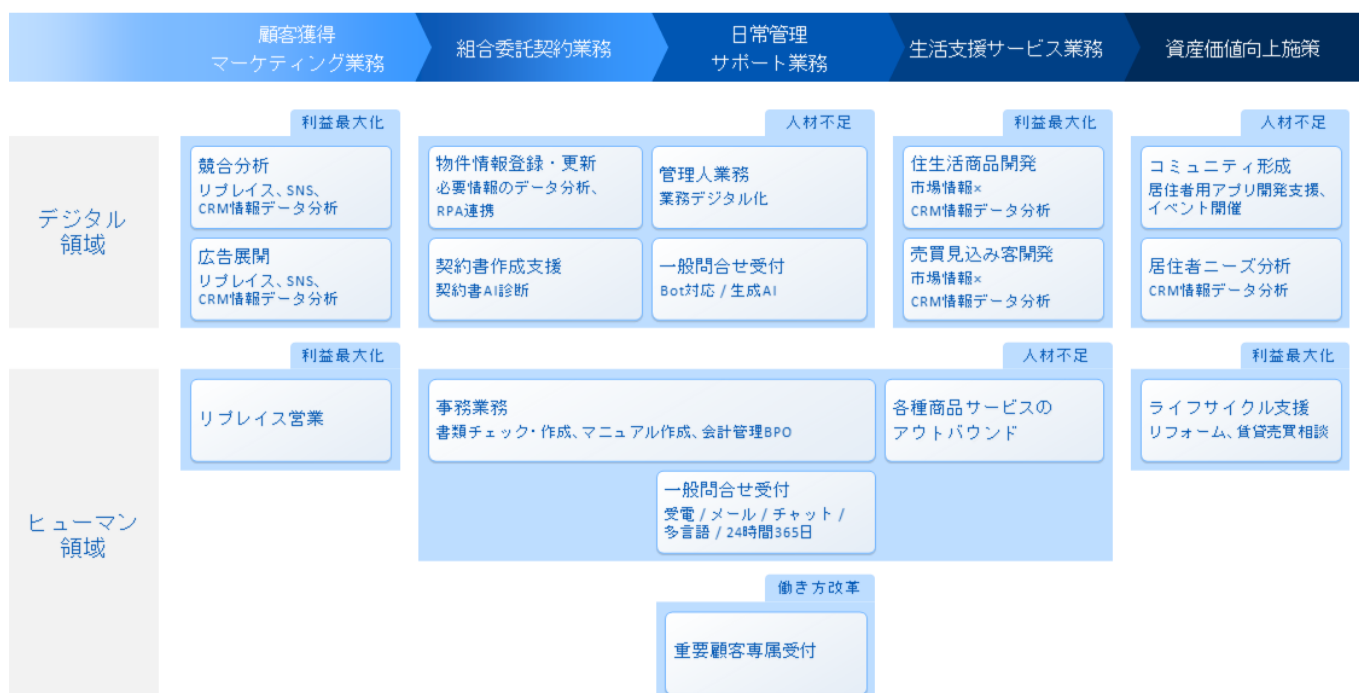 顧客獲得
マーケティング業務
組合委託契約業務
日常管理
サポート業務
生活支援サービス業務
資産価値向上施策
デジタル
領域
利益最大化
競合分析
リプレイス、SNS、
CRM情報データ分析
広告展開
リプレイス、SNS、
CRM情報データ分析
人材不足
物件情報登録・更新
必要情報のデータ分析、
RPA連携
管理人業務
業務デジタル化
契約書作成支援
契約書AI診断
一般問合せ受付
Bot対応 / 生成AI
利益最大化
住生活商品開発
市場情報×
CRM情報データ分析
売買見込み客開発
市場情報×
CRM情報データ分析
人材不足
コミュニティ形成
居住者用アプリ開発支援、
イベント開催
居住者ニーズ分析
CRM情報データ分析
ヒューマン
領域
利益最大化
リプレイス営業
人材不足
事務業務
書類チェック・作成、マニュアル作成、会計管理BPO
各種商品サービスの
アウトバウンド
一般問合せ受付
受電 / メール / チャット /
多言語 / 24時間365日
利益最大化
ライフサイクル支援
リフォーム、賃貸売買相談
働き方改革
重要顧客専属受付